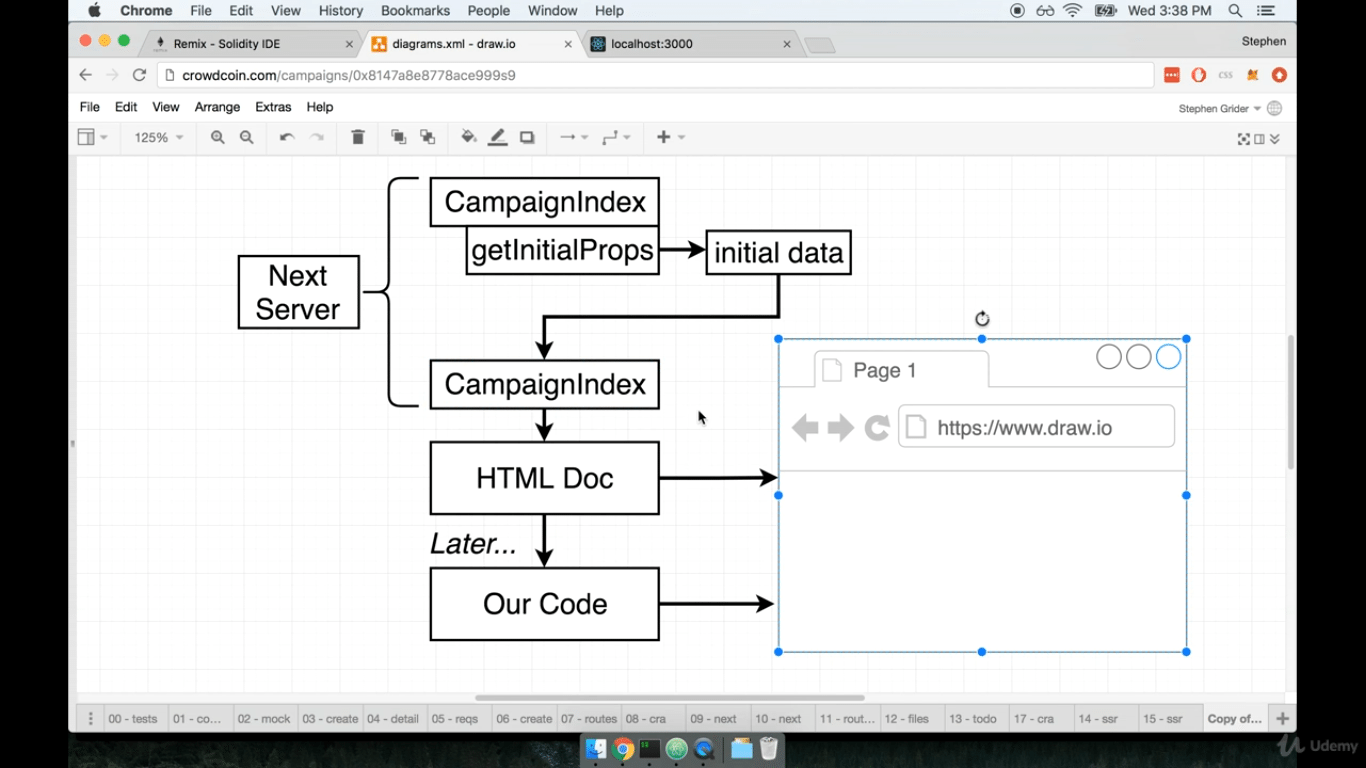 Chrome File Edit View History Bookmarks People Window Help Wed 3:38 PM
Remix - Solidity IDE diagrams.xml - draw.io localhost:3000 Stephen
crowdcoin.com/campaigns/0x8147a8e8778ace999s9 css
File Edit View Arrange Extras Help Stephen Grider
125%
CampaignIndex
getInitialProps
initial data
Next
Server
CampaignIndex
Page 1
https://www.draw.io
HTML Doc
Later...
Our Code
00 - tests 01 - co... 02 - mock 03 - create 04 - detail 05 - reqs 06 - create 07 - routes 08 - cra 09 - next 10 - next 11 - rout... 12 - files 13 - todo 17 - cra 14 - ssr 15 - ssr Copy of...
Udemy